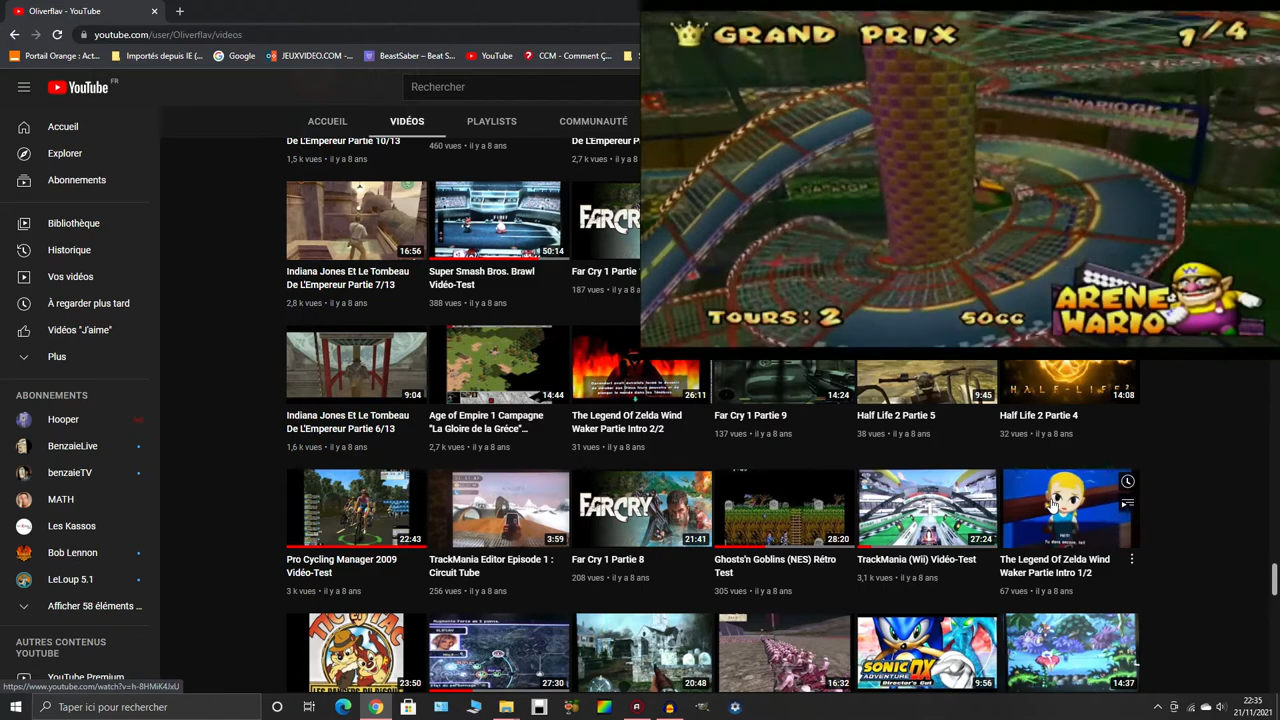 Oliverflav
youtube.com/user/Oliverflav/videos
Portail Orange : Act...
Importés depuis IE (...
Google
JEUXVIDEO.COM -
BeastSaber – Beat S...
YouTube
CCM - Comment Ç...
YouTube FR
Rechercher
GRAND PRIX
1/4
WARIO GP
TOURS: 2
50CC
ARENE
WARIO
Accueil
Explorer
Abonnements
Bibliothèque
Historique
Vos vidéos
À regarder plus tard
Vidéos "J'aime"
Plus
ABONNEMENTS
Hooper
BenzaieLive
benzaieTV
MATH
Les Kassos
Bob Lennon
LeLoup 5.1
Afficher 58 éléments ...
AUTRES CONTENUS
YOUTUBE
YouTube Premium
https://www.youtube.com/watch?v=h-8HMiK4JxU
ACCUEIL
VIDÉOS
PLAYLISTS
COMMUNAUTÉ
De L'Empereur Partie 10/13
1,5 k vues • il y a 8 ans
460 vues • il y a 8 ans
De L'Empereur Partie
2,7 k vues • il y a 8 ans
16:56
50:14
FARCRY
Indiana Jones Et Le Tombeau
De L'Empereur Partie 7/13
2,8 k vues • il y a 8 ans
Super Smash Bros. Brawl
Vidéo-Test
388 vues • il y a 8 ans
Far Cry 1 Partie
187 vues • il y a 8
9:04
14:44
26:11
14:24
9:45
HALF-LIFE
14:08
Indiana Jones Et Le Tombeau
De L'Empereur Partie 6/13
1,6 k vues • il y a 8 ans
Age of Empire 1 Campagne
"La Gloire de la Gréce"...
2,7 k vues • il y a 8 ans
The Legend Of Zelda Wind
Waker Partie Intro 2/2
31 vues • il y a 8 ans
Far Cry 1 Partie 9
137 vues • il y a 8 ans
Half Life 2 Partie 5
38 vues • il y a 8 ans
Half Life 2 Partie 4
32 vues • il y a 8 ans
22:43
3:59
FARCRY
21:41
28:20
27:24
Pro Cycling Manager 2009
Vidéo-Test
3 k vues • il y a 8 ans
TrackMania Editor Episode 1 :
Circuit Tube
256 vues • il y a 8 ans
Far Cry 1 Partie 8
208 vues • il y a 8 ans
Ghosts'n Goblins (NES) Rétro
Test
305 vues • il y a 8 ans
TrackMania (Wii) Vidéo-Test
3,1 k vues • il y a 8 ans
The Legend Of Zelda Wind
Waker Partie Intro 1/2
67 vues • il y a 8 ans
TIC TAC
23:50
27:30
20:48
16:32
SONIC
ADVENTURE DX
Director's Cut
9:56
14:37
Taper ici pour rechercher
22:35
21/11/2021